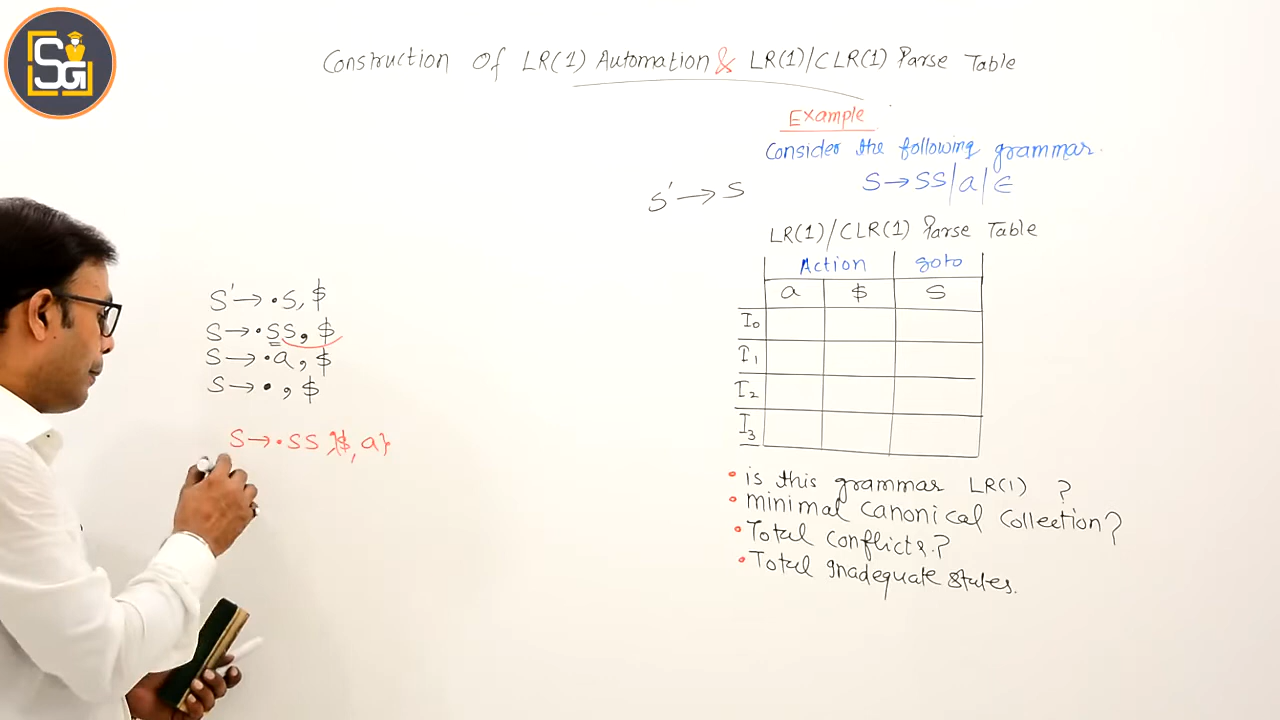 SG
Construction Of LR(1) Automation & LR(1)/CLR(1) Parse Table
Example
Consider the following grammar.
S→SS|a|∈
S'→S
LR(1)/CLR(1) Parse Table
Action goto
a $ S
I0
I1
I2
I3
S'→•S, $
S→•SS, $
S→•a, $
S→•, $
S→•SS,{$, a}
• is this grammar LR(1) ?
• minimal Canonical Collection?
• Total conflicts.?
• Total inadequate states.